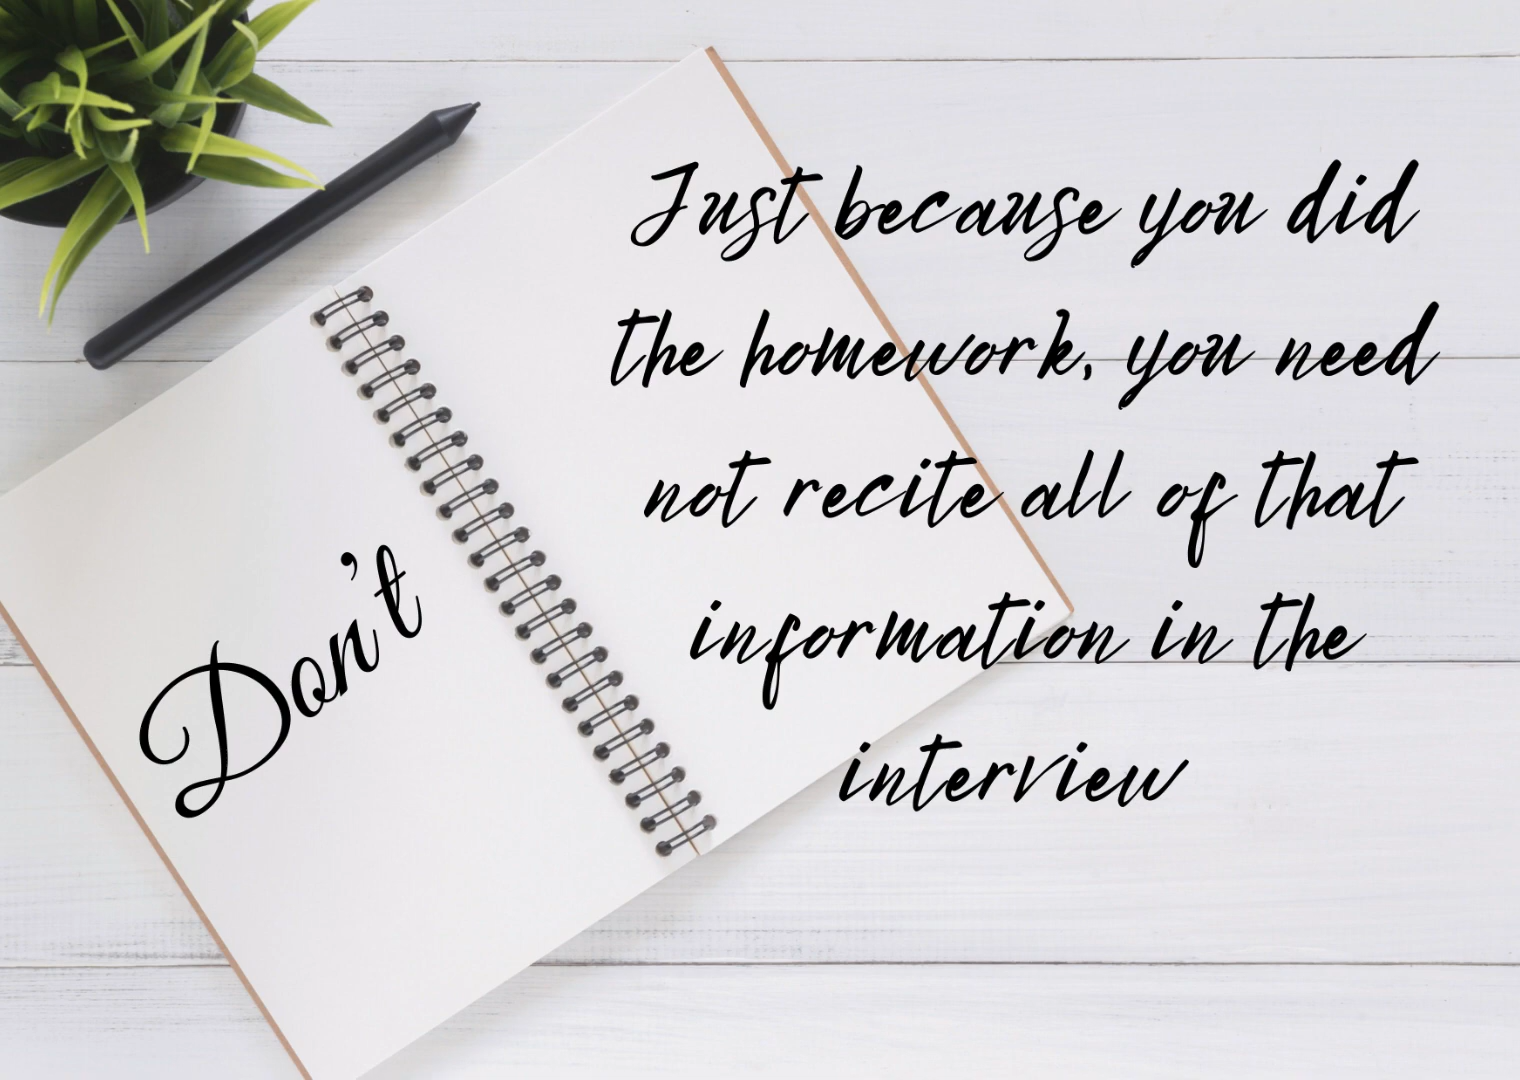 Don't
Just because you did
the homework, you need
not recite all of that
information in the
interview